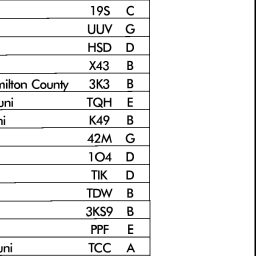 19S C
UUV G
HSD D
X43 B
milton County 3K3 B
uni TQH E
ni K49 B
42M G
1O4 D
TIK D
TDW B
3KS9 B
PPF E
uni TCC A